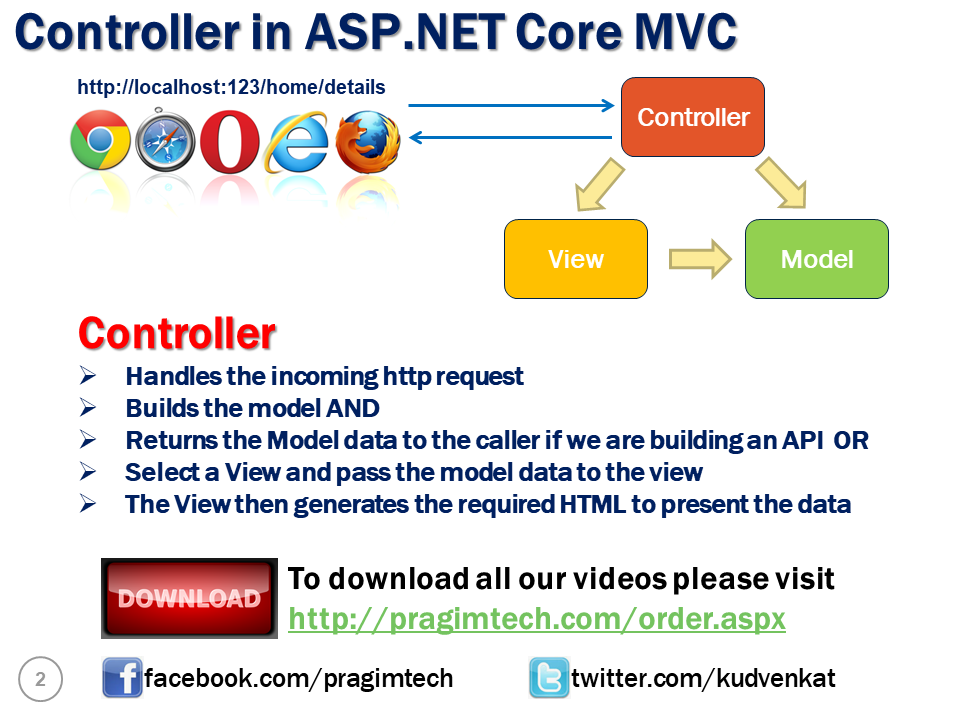 Controller in ASP.NET Core MVC
http://localhost:123/home/details
Controller
View
Model
Controller
Handles the incoming http request
Builds the model AND
Returns the Model data to the caller if we are building an API OR
Select a View and pass the model data to the view
The View then generates the required HTML to present the data
DOWNLOAD
To download all our videos please visit
http://pragimtech.com/order.aspx
2
facebook.com/pragimtech
twitter.com/kudvenkat